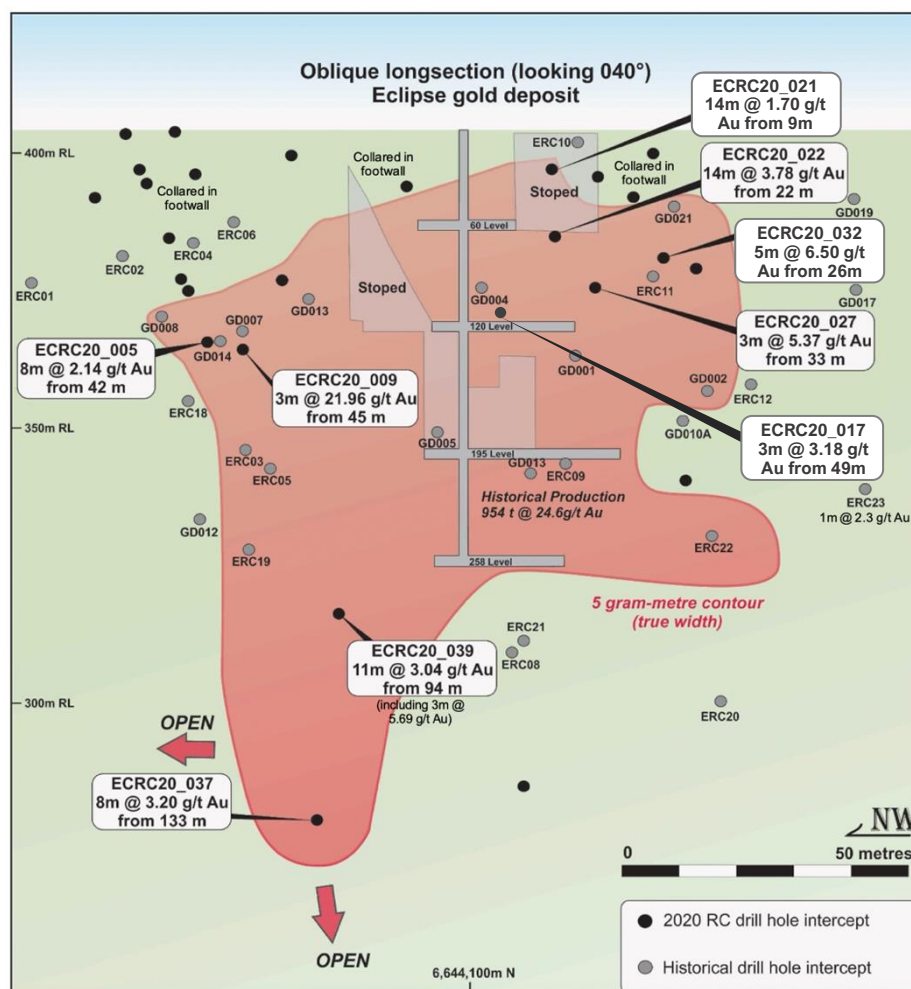 Oblique longsection (looking 040°)
Eclipse gold deposit
ECRC20_021
14m @ 1.70 g/t
Au from 9m
ECRC20_022
14m @ 3.78 g/t Au
from 22 m
ECRC20_032
5m @ 6.50 g/t
Au from 26m
ECRC20_027
3m @ 5.37 g/t Au
from 33 m
ECRC20_017
3m @ 3.18 g/t
Au from 49m
ECRC20_005
8m @ 2.14 g/t Au
from 42 m
ECRC20_009
3m @ 21.96 g/t Au
from 45 m
ECRC20_039
11m @ 3.04 g/t Au
from 94 m
(including 3m @
5.69 g/t Au)
ECRC20_037
8m @ 3.20 g/t Au
from 133 m
400m RL
350m RL
300m RL
Collared in
footwall
Collared in
footwall
Collared in
footwall
ERC10
Stoped
Stoped
60 Level
120 Level
195 Level
258 Level
GD021
GD019
ERC06
ERC04
ERC02
ERC01
GD013
GD004
ERC11
GD017
GD008
GD007
GD014
GD001
GD002
ERC12
ERC18
GD005
GD010A
ERC03
ERC05
GD013
ERC09
ERC23
1m @ 2.3 g/t Au
Historical Production
954 t @ 24.6g/t Au
GD012
ERC19
ERC22
5 gram-metre contour
(true width)
ERC21
ERC08
ERC20
OPEN
OPEN
NW
0
50 metres
2020 RC drill hole intercept
Historical drill hole intercept
6,644,100m N